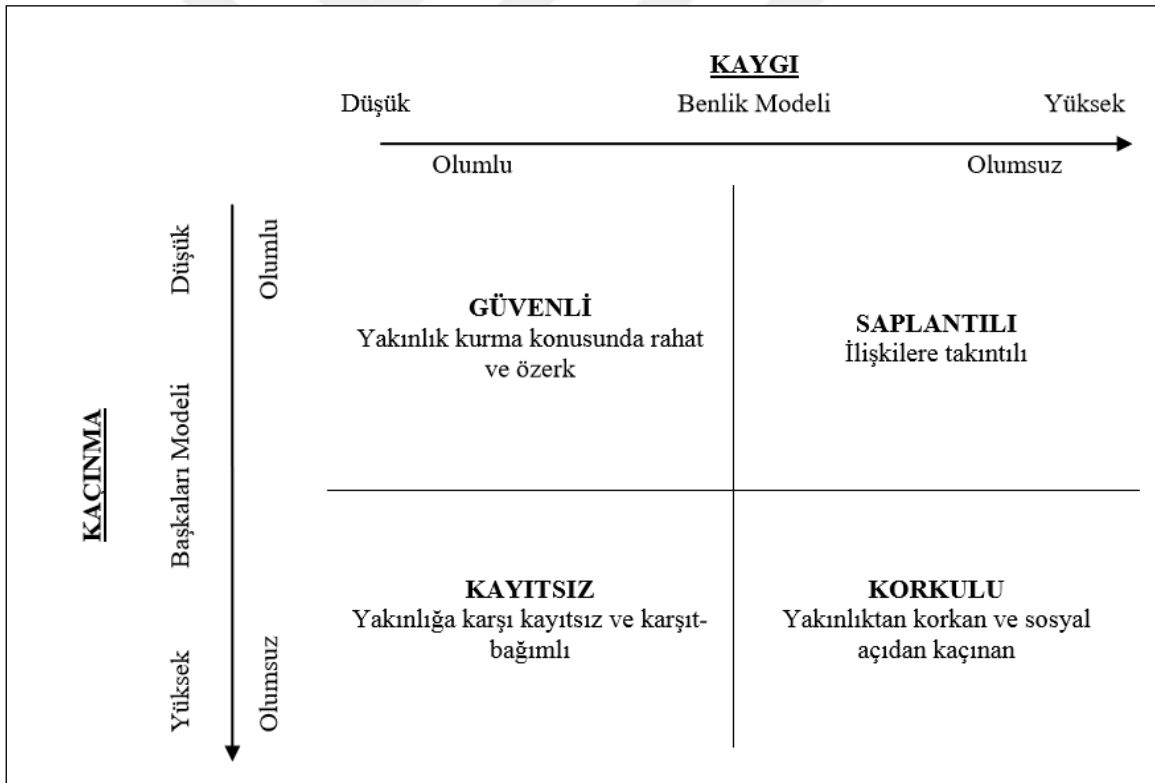 KAYGI
Düşük Benlik Modeli Yüksek
Olumlu Olumsuz
KAÇINMA
Düşük Başkaları Modeli Yüksek
Olumlu Olumsuz
GÜVENLİ
Yakınlık kurma konusunda rahat
ve özerk
SAPLANTILI
İlişkilere takıntılı
KAYITSIZ
Yakınlığa karşı kayıtsız ve karşıt-
bağımlı
KORKULU
Yakınlıktan korkan ve sosyal
açıdan kaçınan